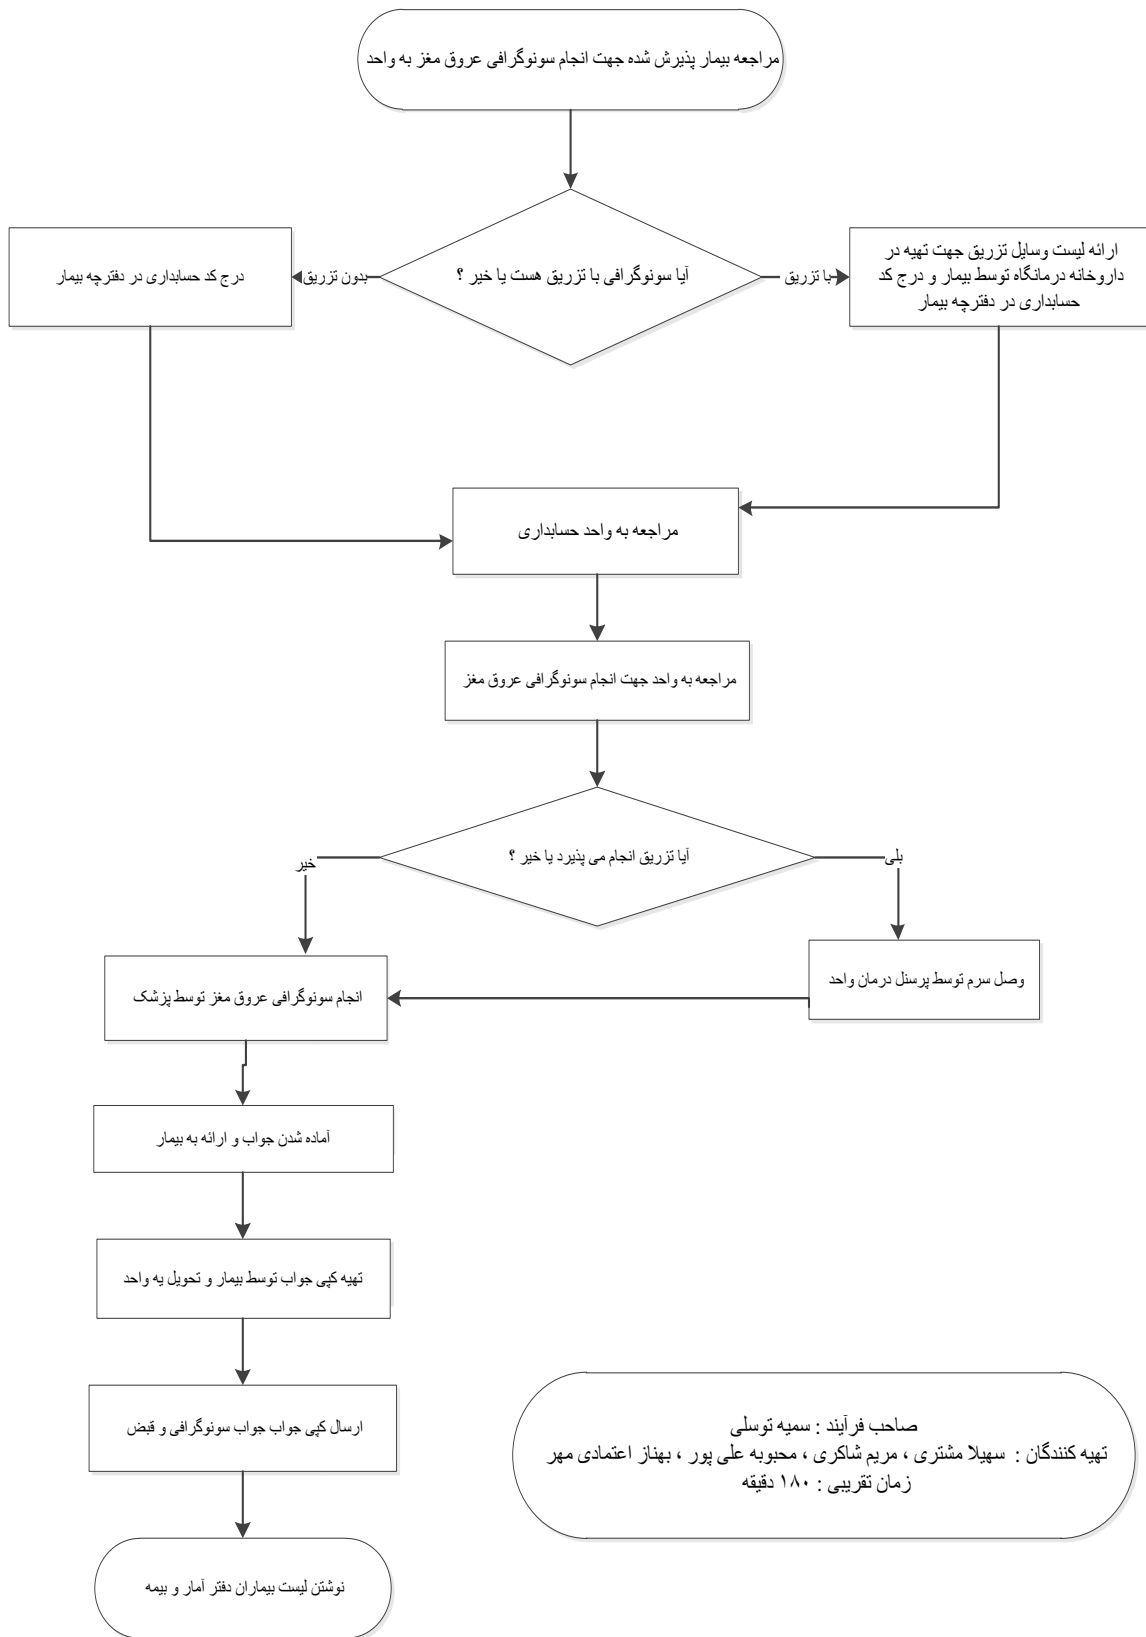 مراجعه بیمار پذیرش شده جهت انجام سونوگرافی عروق مغز به واحد
ارائه لیست وسایل تزریق جهت تهیه در
داروخانه درمانگاه توسط بیمار و درج کد
حسابداری در دفترچه بیمار
با تزریق
آیا سونوگرافی با تزریق هست یا خیر ؟
بدون تزریق
درج کد حسابداری در دفترچه بیمار
مراجعه به واحد حسابداری
مراجعه به واحد جهت انجام سونوگرافی عروق مغز
آیا تزریق انجام می پذیرد یا خیر ؟
بلی
خیر
وصل سرم توسط پرسنل درمان واحد
انجام سونوگرافی عروق مغز توسط پزشک
آماده شدن جواب و ارائه به بیمار
تهیه کپی جواب توسط بیمار و تحویل یه واحد
ارسال کپی جواب جواب سونوگرافی و قبض
نوشتن لیست بیماران دفتر آمار و بیمه
صاحب فرآیند : سمیه توسلی
تهیه کنندگان : سهیلا مشتری ، مریم شاکری ، محبوبه علی پور ، بهناز اعتمادی مهر
زمان تقریبی : ۱۸۰ دقیقه